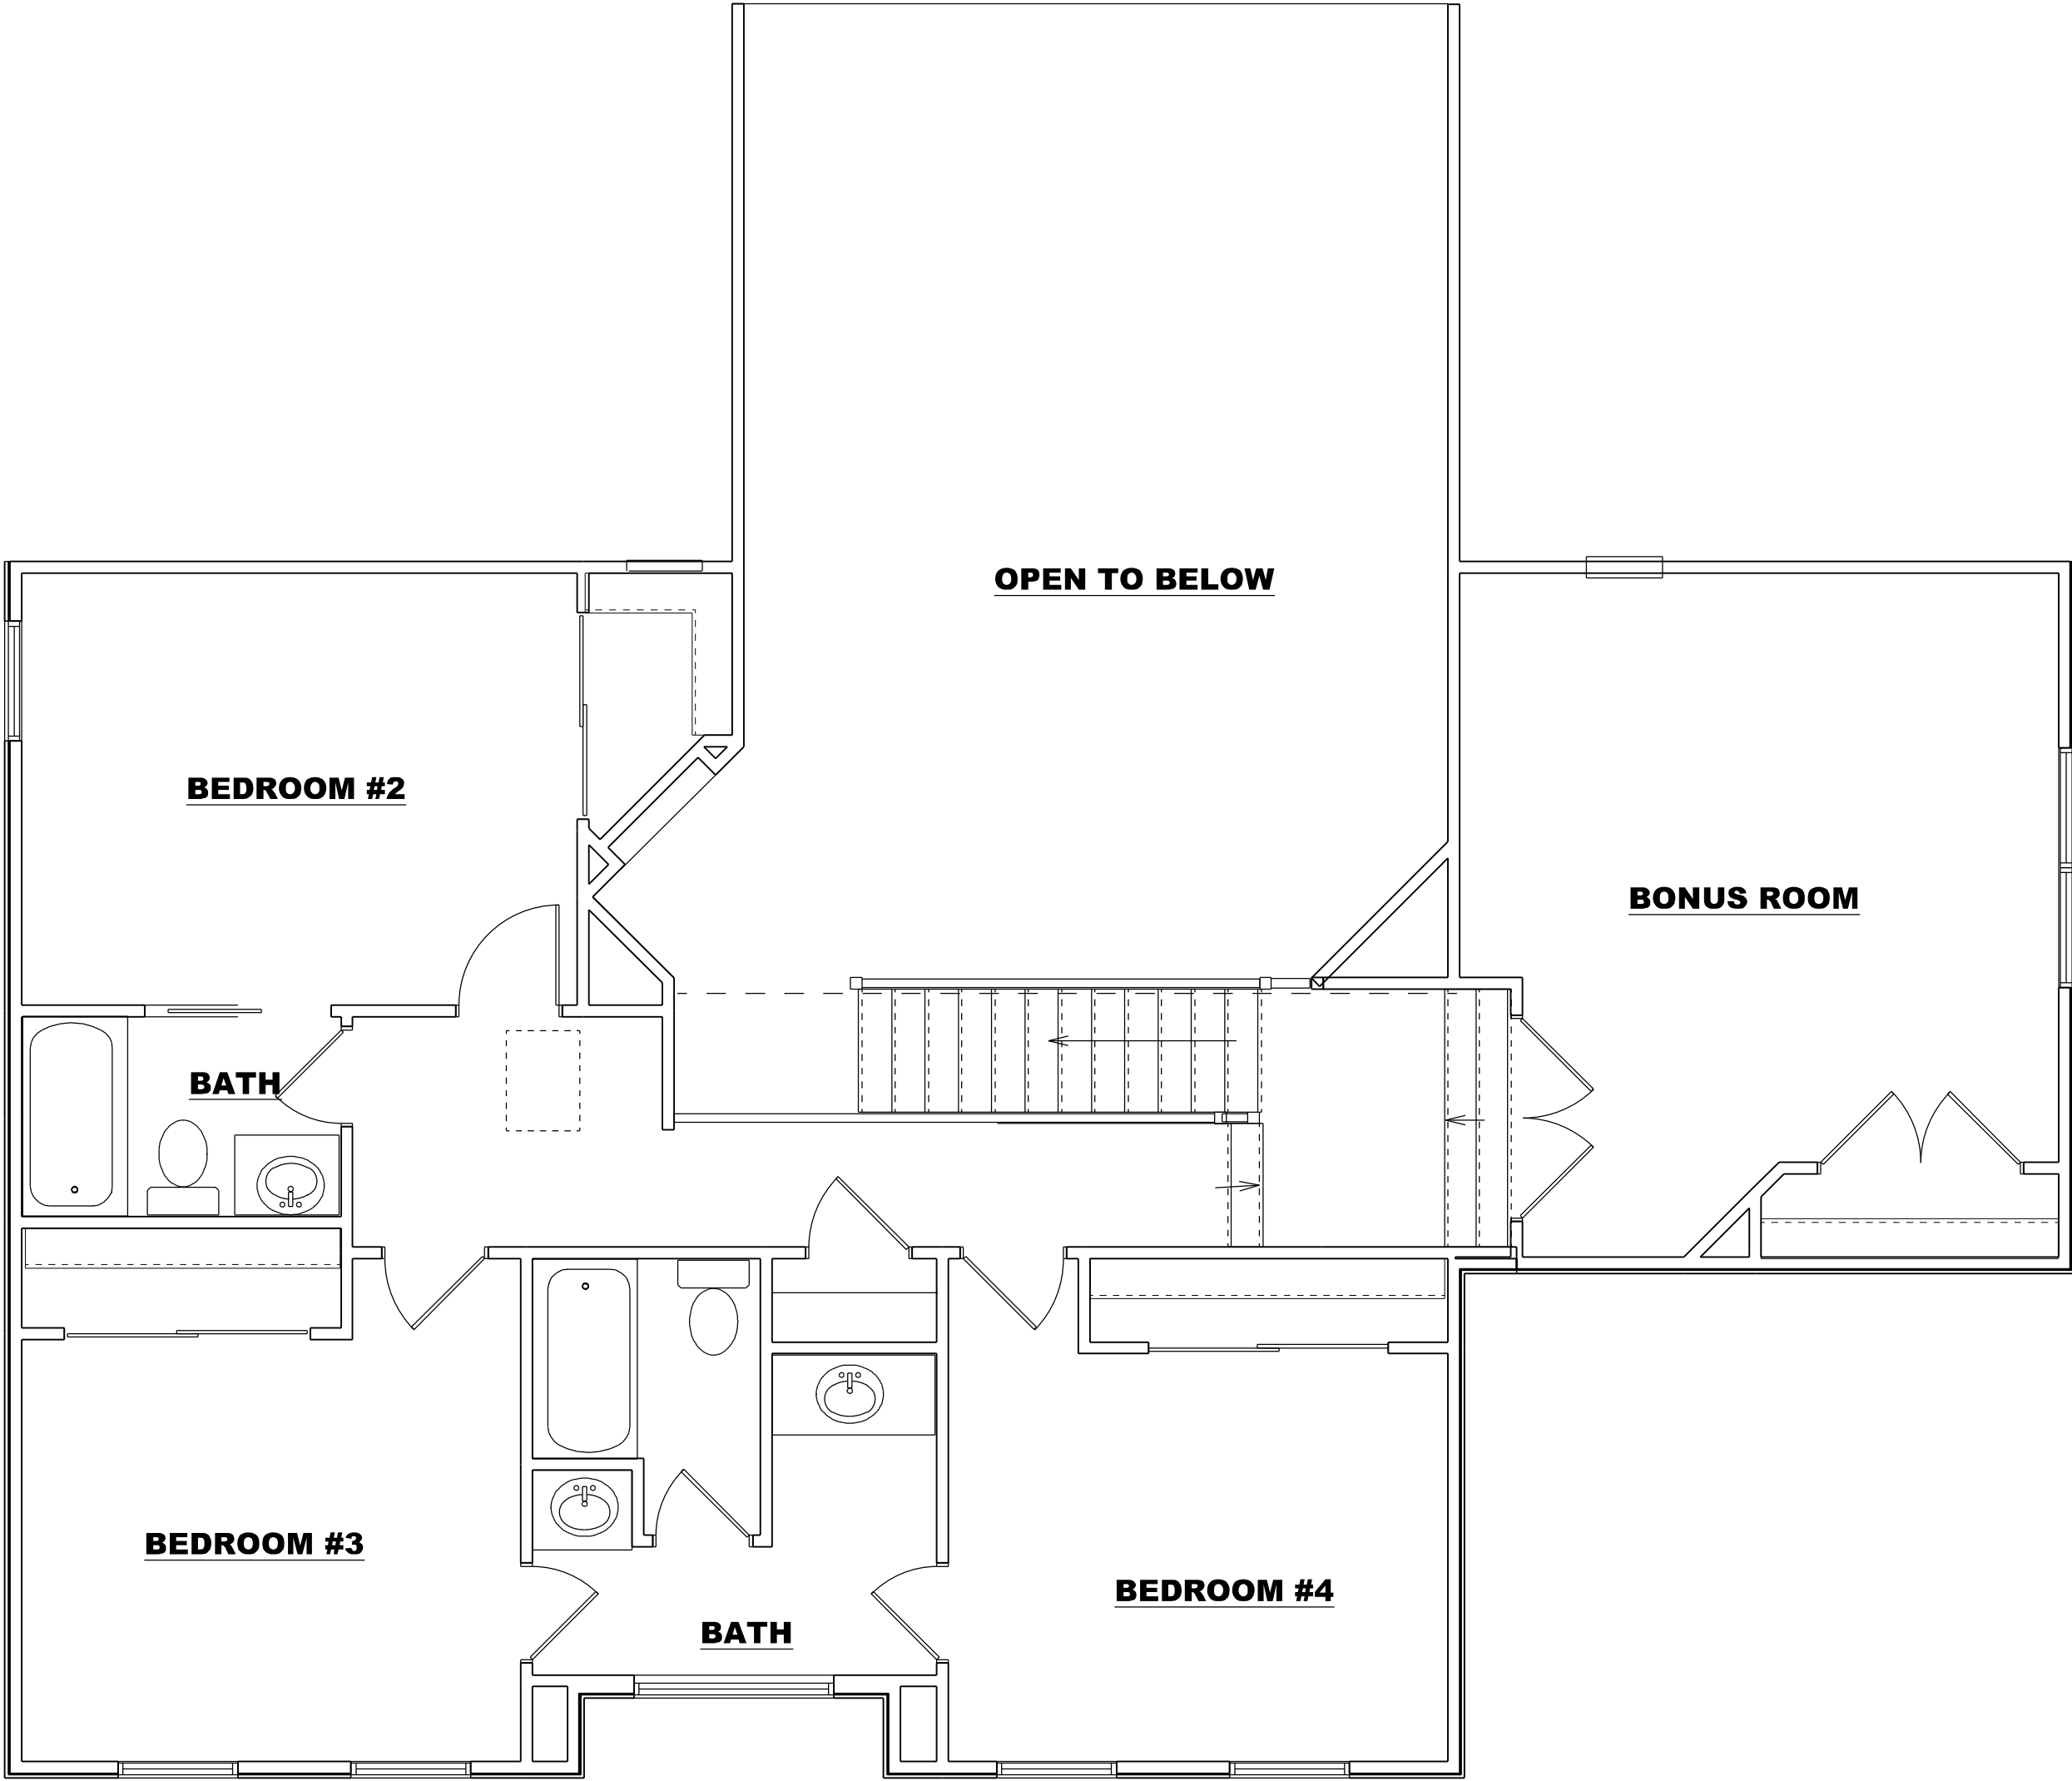 OPEN TO BELOW
BEDROOM #2
BONUS ROOM
BATH
BEDROOM #3
BEDROOM #4
BATH